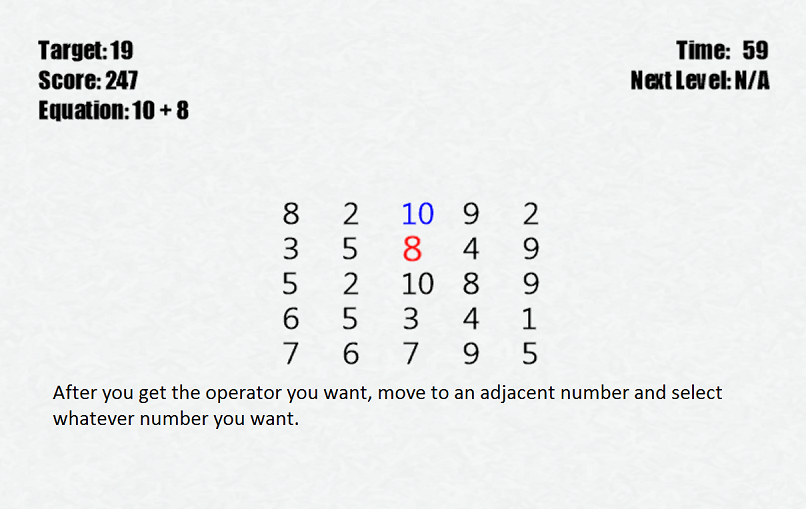 Target: 19
Score: 247
Equation: 10 + 8
Time: 59
Next Level: N/A
8 2 10 9 2
3 5 8 4 9
5 2 10 8 9
6 5 3 4 1
7 6 7 9 5
After you get the operator you want, move to an adjacent number and select
whatever number you want.